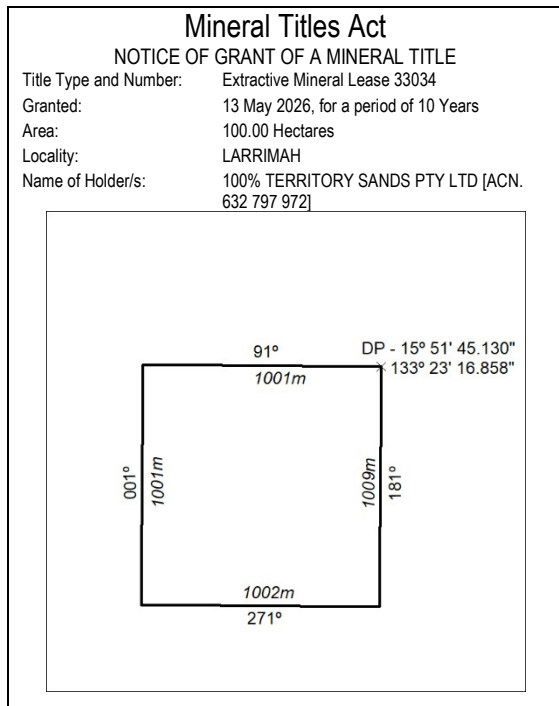 Mineral Titles Act
NOTICE OF GRANT OF A MINERAL TITLE
Title Type and Number: Extractive Mineral Lease 33034
Granted: 13 May 2026, for a period of 10 Years
Area: 100.00 Hectares
Locality: LARRIMAH
Name of Holder/s: 100% TERRITORY SANDS PTY LTD [ACN.
632 797 972]
91º
DP - 15º 51' 45.130"
133º 23' 16.858"
1001m
001º
1001m
1009m
181º
1002m
271º